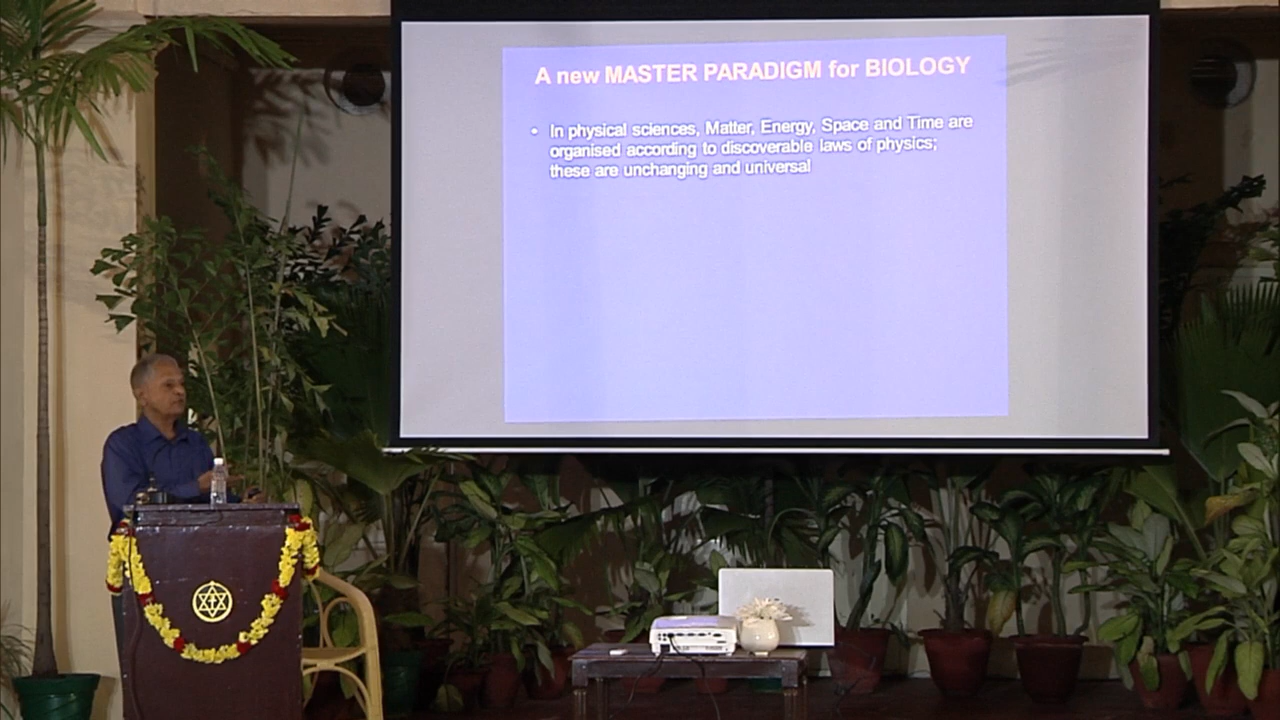 A new MASTER PARADIGM for BIOLOGY
• In physical sciences, Matter, Energy, Space and Time are
organised according to discoverable laws of physics;
these are unchanging and universal